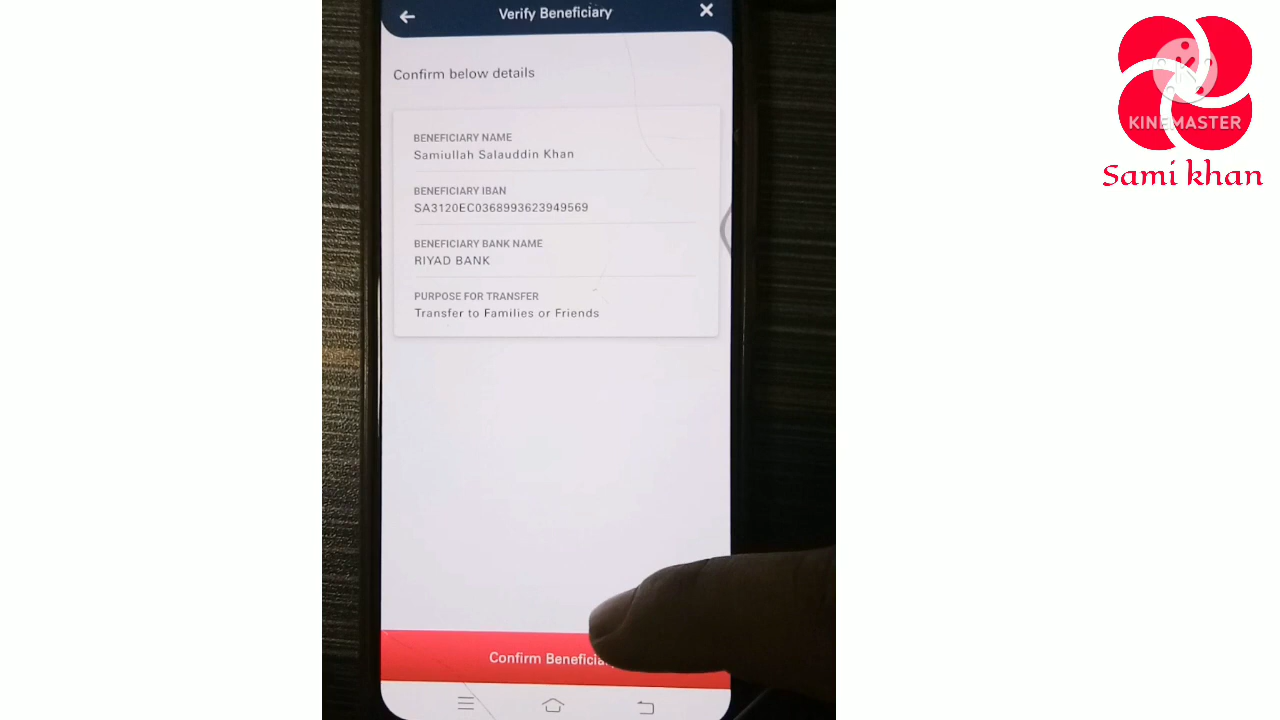 Verify Beneficiary
Confirm below details
BENEFICIARY NAME
Samiullah Salauddin Khan
BENEFICIARY IBAN
SA3120EC0368993623949569
BENEFICIARY BANK NAME
RIYAD BANK
PURPOSE FOR TRANSFER
Transfer to Families or Friends
Confirm
KINEMASTER
Sami khan